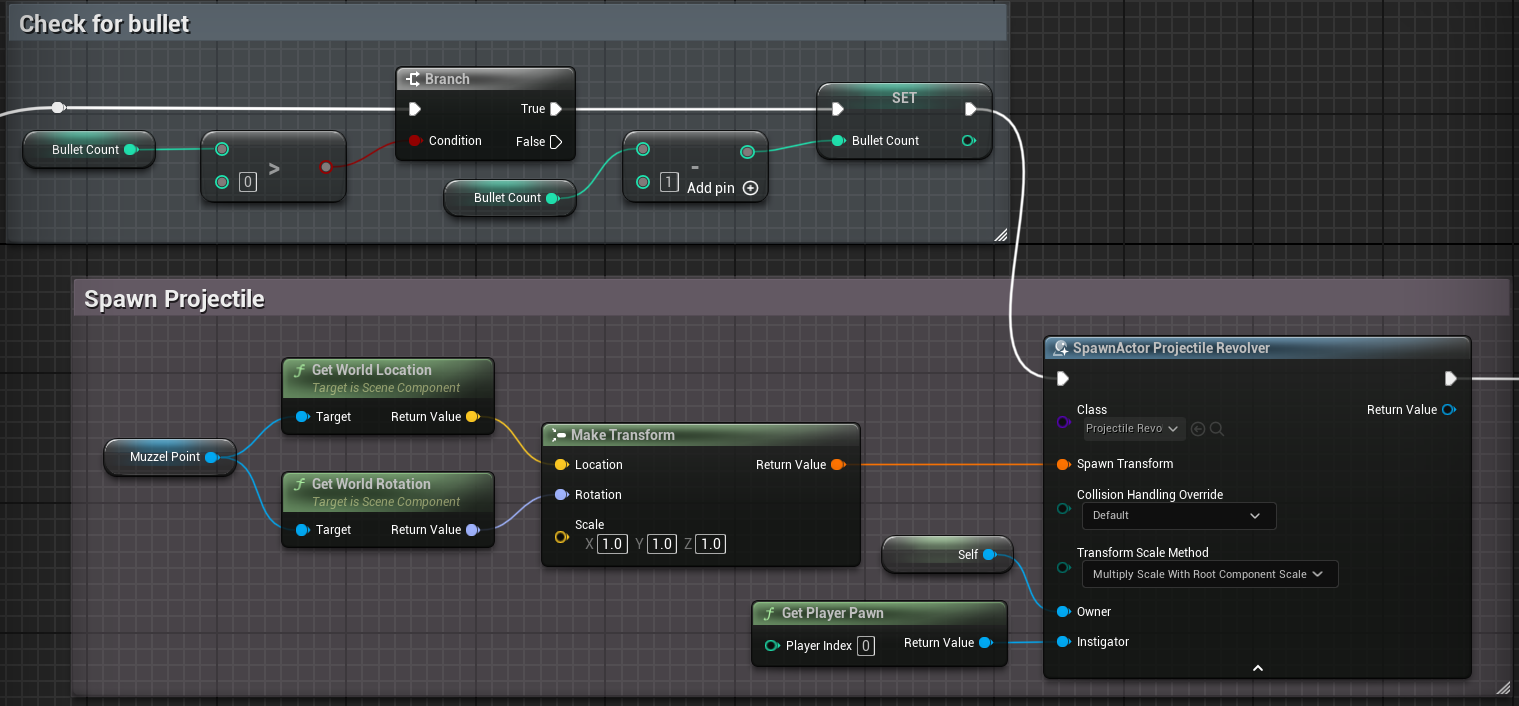 Check for bullet
Branch
True
Condition
False
SET
Bullet Count
Bullet Count
>
0
Bullet Count
-
1
Add pin
Spawn Projectile
Get World Location
Target is Scene Component
Target
Return Value
Muzzel Point
Get World Rotation
Target is Scene Component
Target
Return Value
Make Transform
Location
Return Value
Rotation
Scale
X 1.0 Y 1.0 Z 1.0
Self
Get Player Pawn
Player Index 0
Return Value
SpawnActor Projectile Revolver
Class
Projectile Revo
Return Value
Spawn Transform
Collision Handling Override
Default
Transform Scale Method
Multiply Scale With Root Component Scale
Owner
Instigator